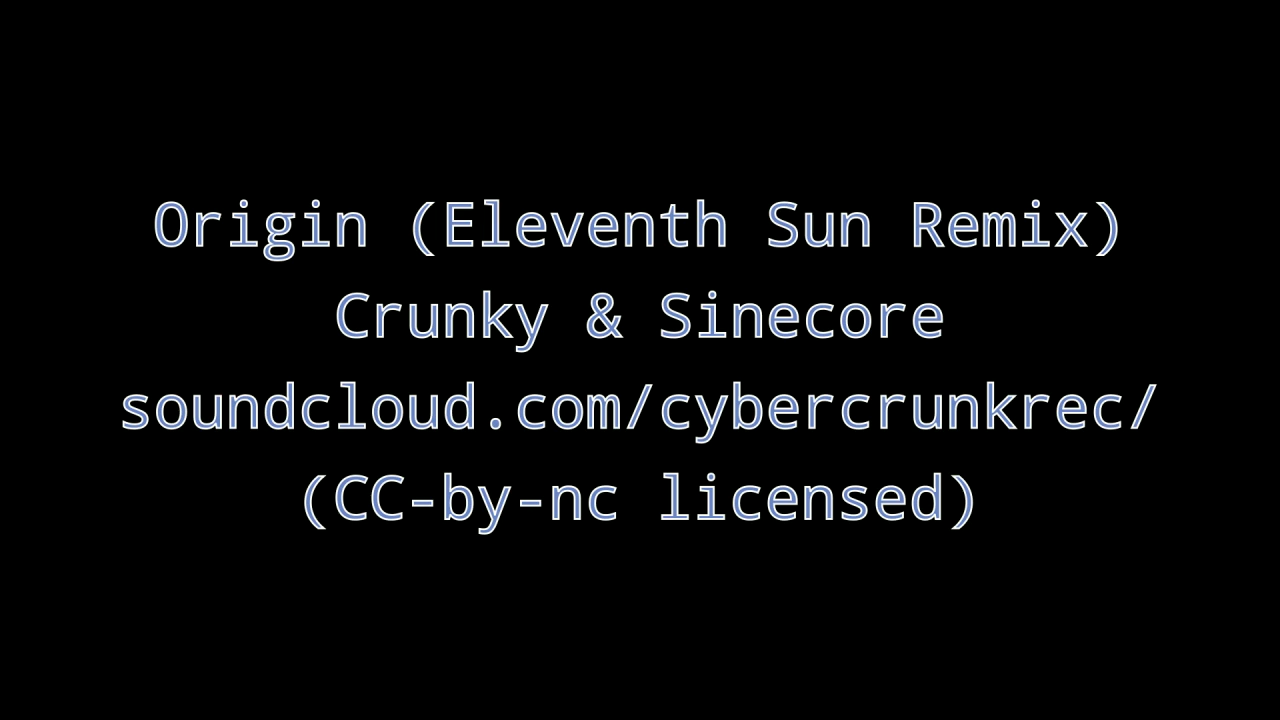 Origin (Eleventh Sun Remix)
Crunky & Sinecore
soundcloud.com/cybercrunkrec/
(CC-by-nc licensed)